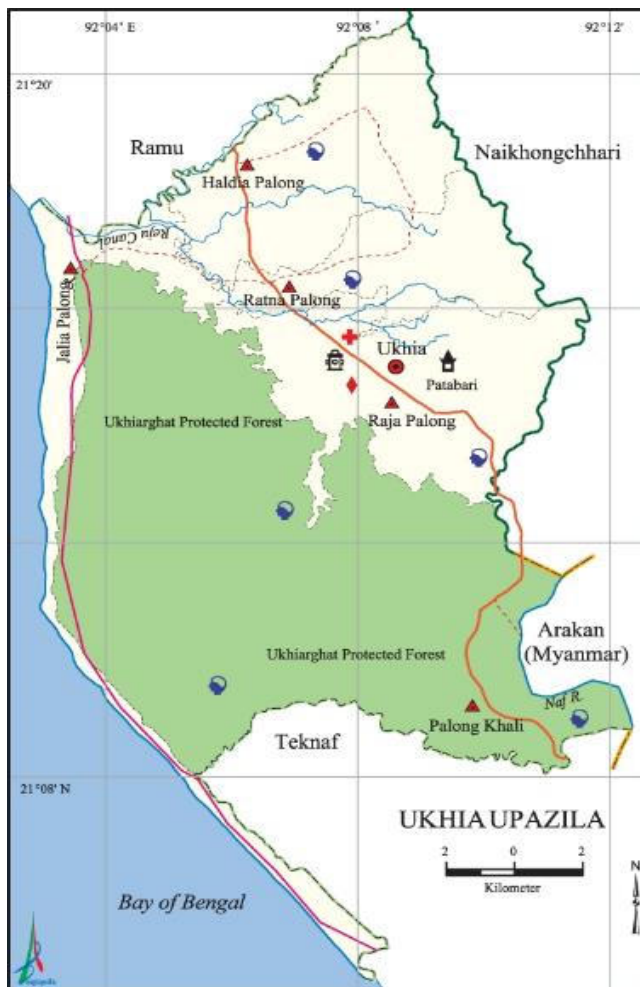 92°04' E
92°08'
92°12'
21°20'
Ramu
Naikhongchhari
Haldia Palong
Reju Canal
Jalia Palong
Ratna Palong
Ukhia
Patabari
Raja Palong
Ukhiarghat Protected Forest
Ukhiarghat Protected Forest
Arakan
(Myanmar)
Naf R.
Palong Khali
Teknaf
21°08' N
UKHIA UPAZILA
2 0 2
Kilometer
N
Bay of Bengal